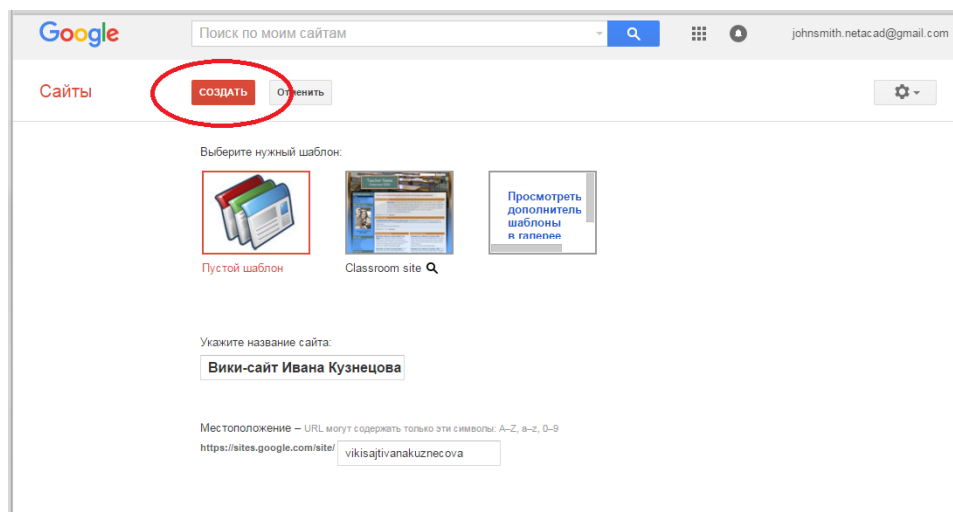 Google
Поиск по моим сайтам
johnsmith.netacad@gmail.com
Сайты
СОЗДАТЬ
Отменить
Выберите нужный шаблон:
Просмотреть
дополнитель
шаблоны
в галерее
Пустой шаблон
Classroom site
Укажите название сайта:
Вики-сайт Ивана Кузнецова
Местоположение – URL могут содержать только эти символы: A–Z, a–z, 0–9
https://sites.google.com/site/ vikisajtivanakuznecova